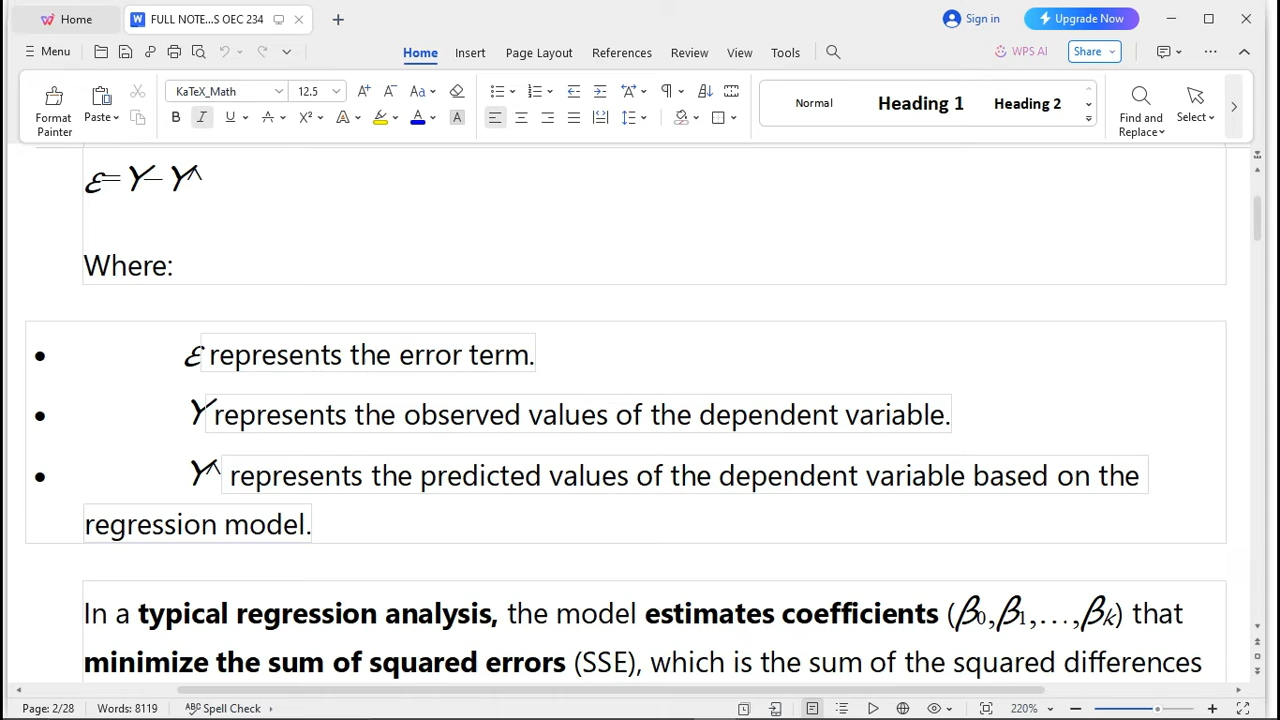 Home
FULL NOTE...S OEC 234
Sign in
Upgrade Now
Menu
Home Insert Page Layout References Review View Tools
WPS AI
Share
Format Painter
Paste
KaTeX_Math
12.5
Normal
Heading 1
Heading 2
Find and Replace
Select
ε=Y−Y^
Where:
• ε represents the error term.
• Y represents the observed values of the dependent variable.
• Y^ represents the predicted values of the dependent variable based on the
regression model.
In a typical regression analysis, the model estimates coefficients (β0,β1,…,βk) that
minimize the sum of squared errors (SSE), which is the sum of the squared differences
Page: 2/28 Words: 8119 Spell Check
220%